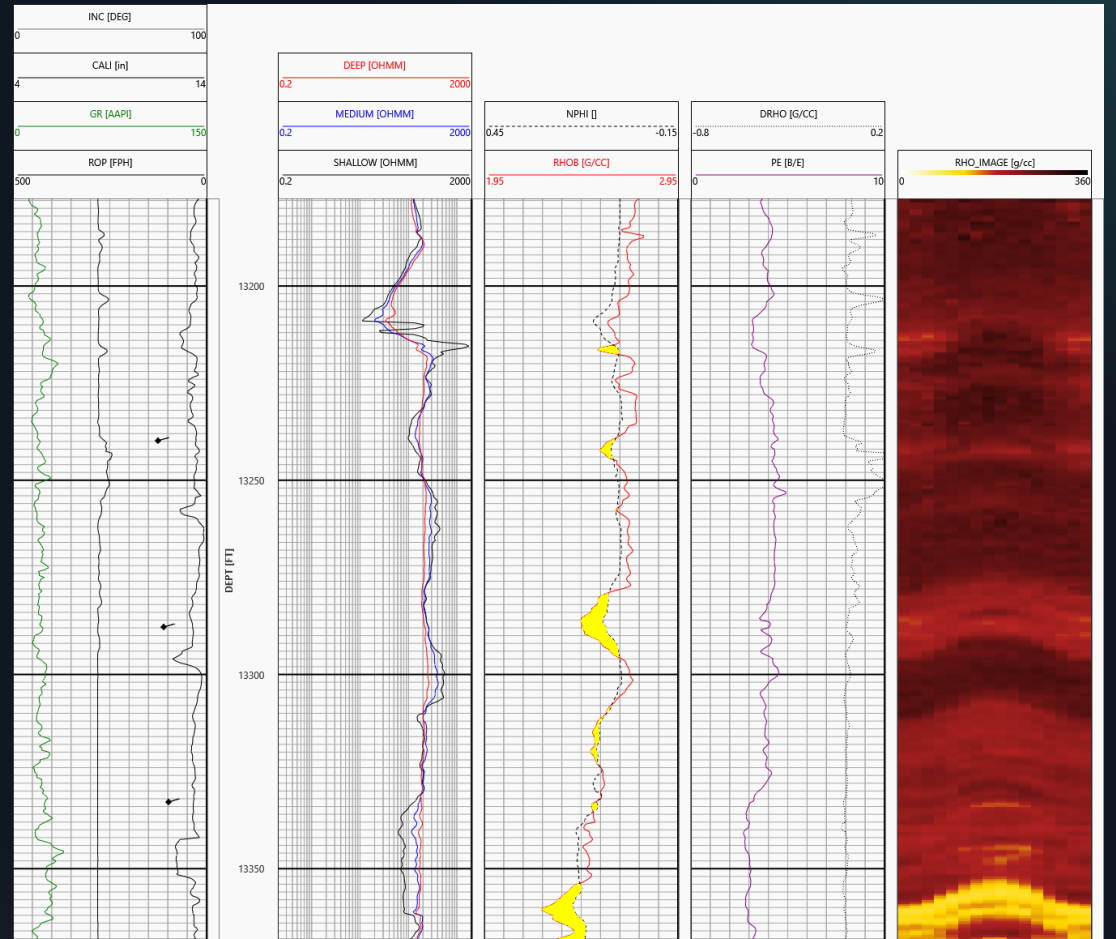 INC [DEG]
0 100
CALI [in]
4 14
GR [AAPI]
0 150
ROP [FPH]
500 0
DEEP [OHMM]
0.2 2000
MEDIUM [OHMM]
0.2 2000
SHALLOW [OHMM]
0.2 2000
NPHI []
0.45 -0.15
RHOB [G/CC]
1.95 2.95
DRHO [G/CC]
-0.8 0.2
PE [B/E]
0 10
RHO_IMAGE [g/cc]
0 360
DEPT [FT]
13200
13250
13300
13350